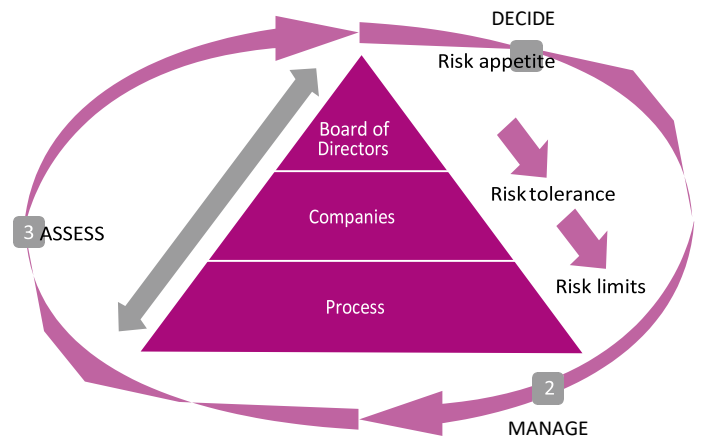 DECIDE
Risk appetite
Board of
Directors
Risk tolerance
Companies
3 ASSESS
Risk limits
Process
2
MANAGE